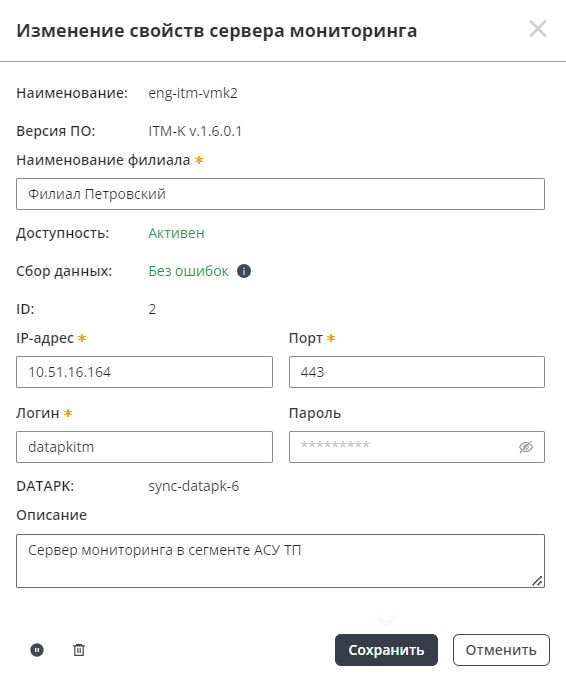 Изменение свойств сервера мониторинга
Наименование: eng-itm-vmk2
Версия ПО: ITM-K v.1.6.0.1
Наименование филиала *
Филиал Петровский
Доступность: Активен
Сбор данных: Без ошибок
ID: 2
IP-адрес * Порт *
10.51.16.164 443
Логин * Пароль
datapkitm *********
DATAPK: sync-datapk-6
Описание
Сервер мониторинга в сегменте АСУ ТП
Сохранить Отменить